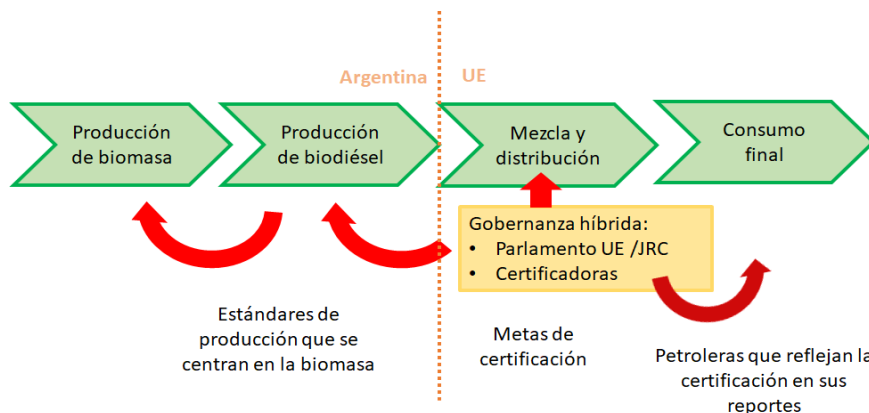 Argentina
UE
Producción
de biomasa
Producción
de biodiésel
Mezcla y
distribución
Consumo
final
Gobernanza híbrida:
• Parlamento UE /JRC
• Certificadoras
Estándares de
producción que se
centran en la biomasa
Metas de
certificación
Petroleras que reflejan la
certificación en sus
reportes